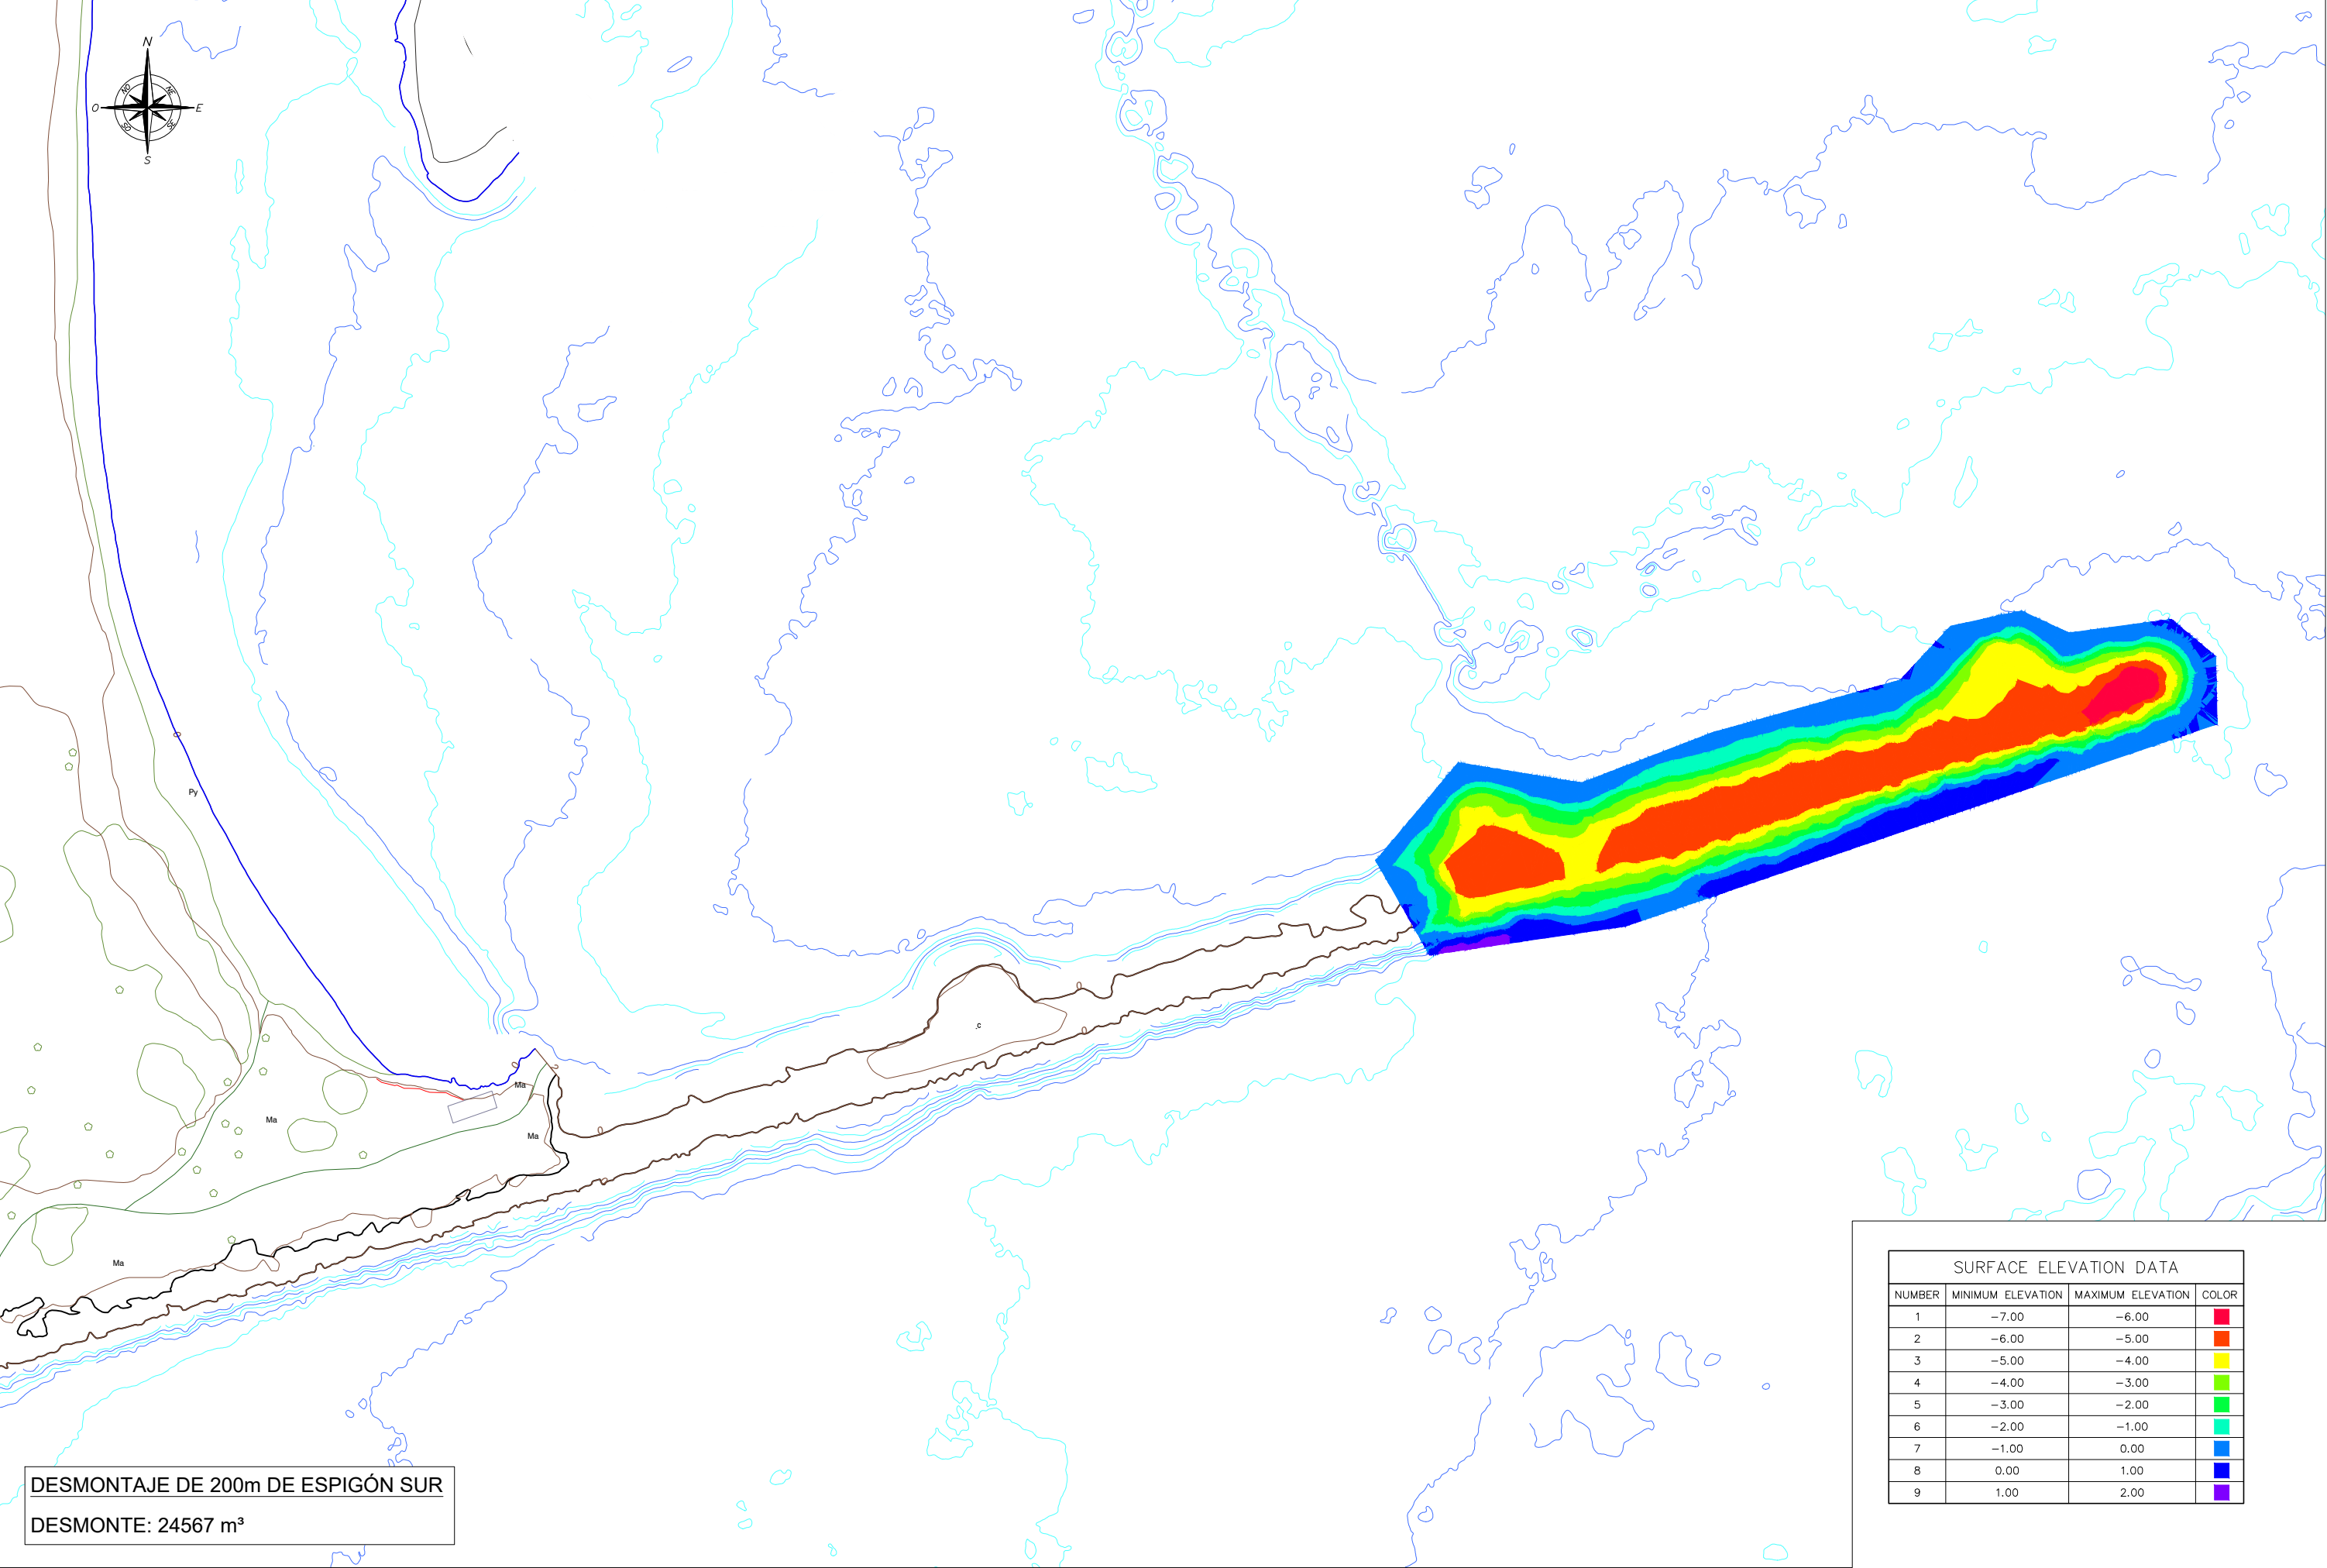 N
NO
NE
O
E
SO
SE
S
Py
C
Ma
Ma
Ma
Ma
SURFACE ELEVATION DATA
NUMBER MINIMUM ELEVATION MAXIMUM ELEVATION COLOR
1 -7.00 -6.00
2 -6.00 -5.00
3 -5.00 -4.00
4 -4.00 -3.00
5 -3.00 -2.00
6 -2.00 -1.00
7 -1.00 0.00
8 0.00 1.00
9 1.00 2.00
DESMONTAJE DE 200m DE ESPIGÓN SUR
DESMONTE: 24567 m³